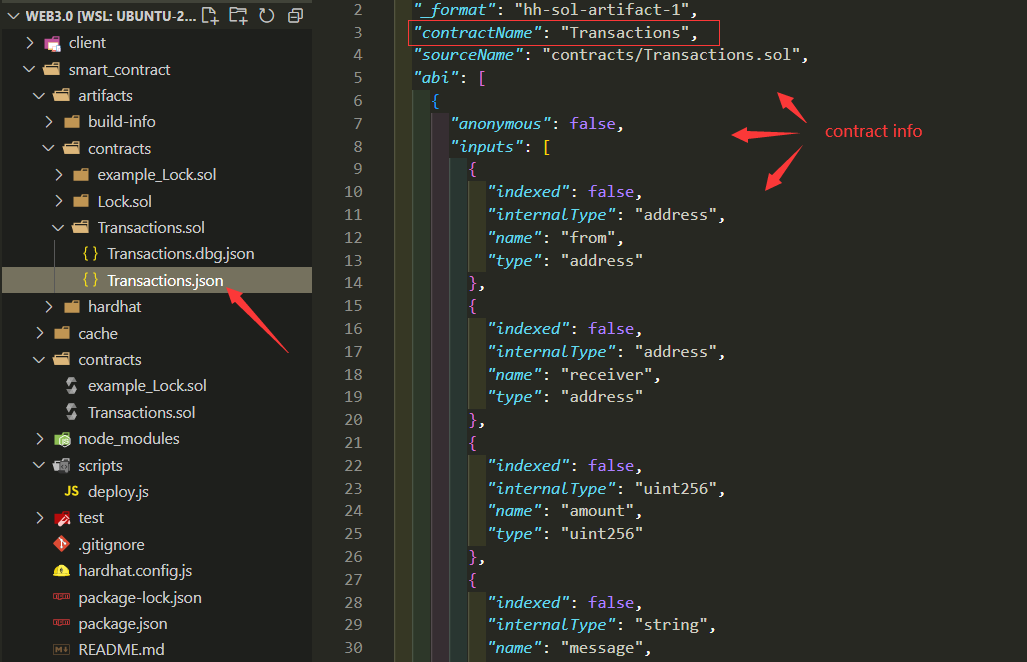 WEB3.0 [WSL: UBUNTU-2...
client
smart_contract
artifacts
build-info
contracts
example_Lock.sol
Lock.sol
Transactions.sol
{} Transactions.dbg.json
{} Transactions.json
hardhat
cache
contracts
example_Lock.sol
Transactions.sol
node_modules
scripts
JS deploy.js
test
.gitignore
hardhat.config.js
package-lock.json
package.json
README.md
2 "_format": "hh-sol-artifact-1",
3 "contractName": "Transactions",
4 "sourceName": "contracts/Transactions.sol",
5 "abi": [
6 {
7 "anonymous": false,
8 "inputs": [
9 {
10 "indexed": false,
11 "internalType": "address",
12 "name": "from",
13 "type": "address"
14 },
15 {
16 "indexed": false,
17 "internalType": "address",
18 "name": "receiver",
19 "type": "address"
20 },
21 {
22 "indexed": false,
23 "internalType": "uint256",
24 "name": "amount",
25 "type": "uint256"
26 },
27 {
28 "indexed": false,
29 "internalType": "string",
30 "name": "message",
contract info